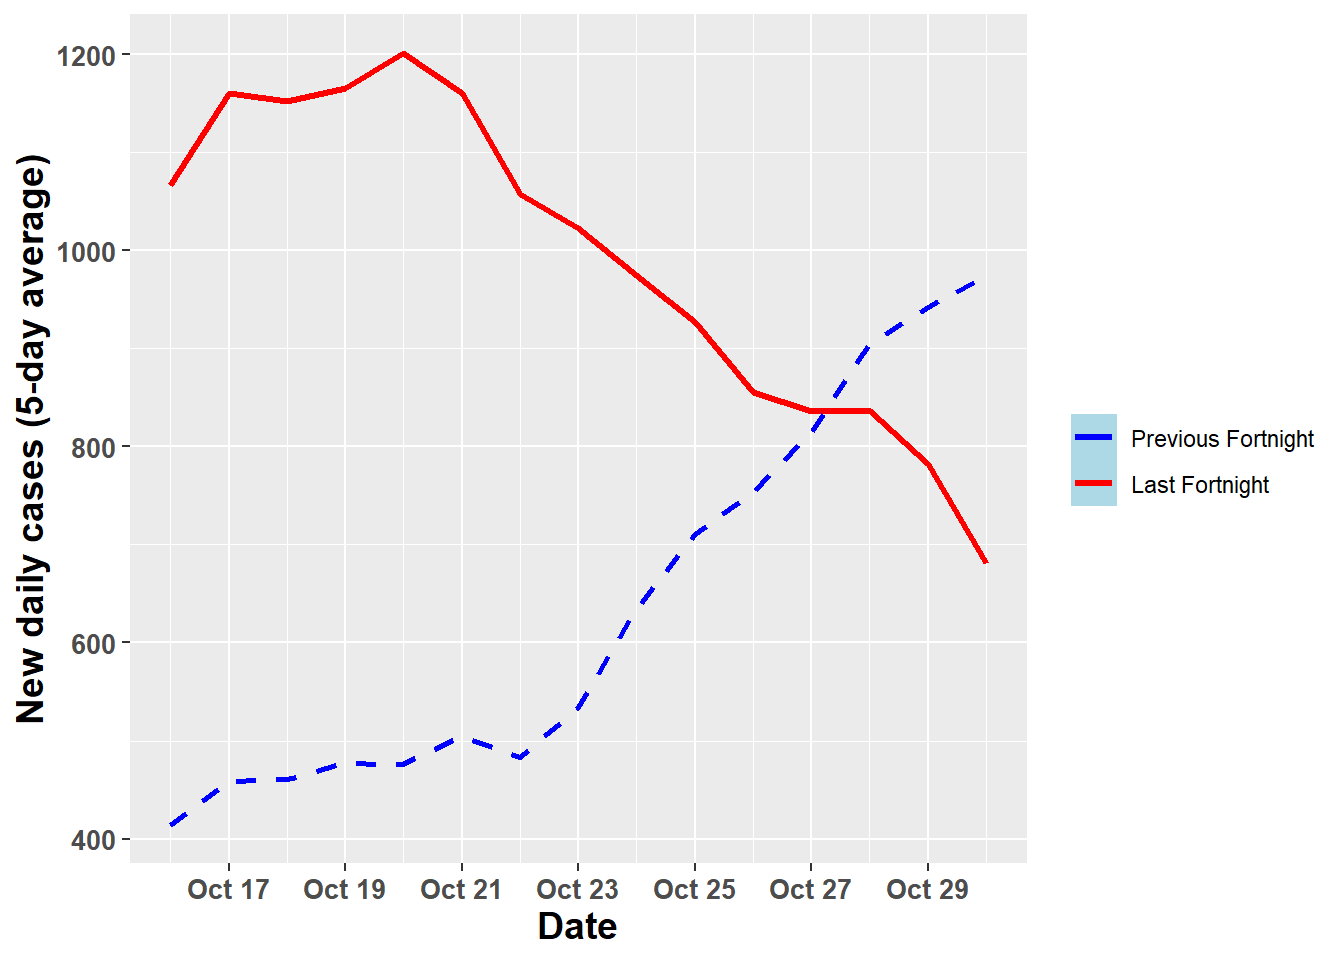 New daily cases (5-day average)
1200
1000
800
600
400
Oct 17 Oct 19 Oct 21 Oct 23 Oct 25 Oct 27 Oct 29
Date
Previous Fortnight
Last Fortnight